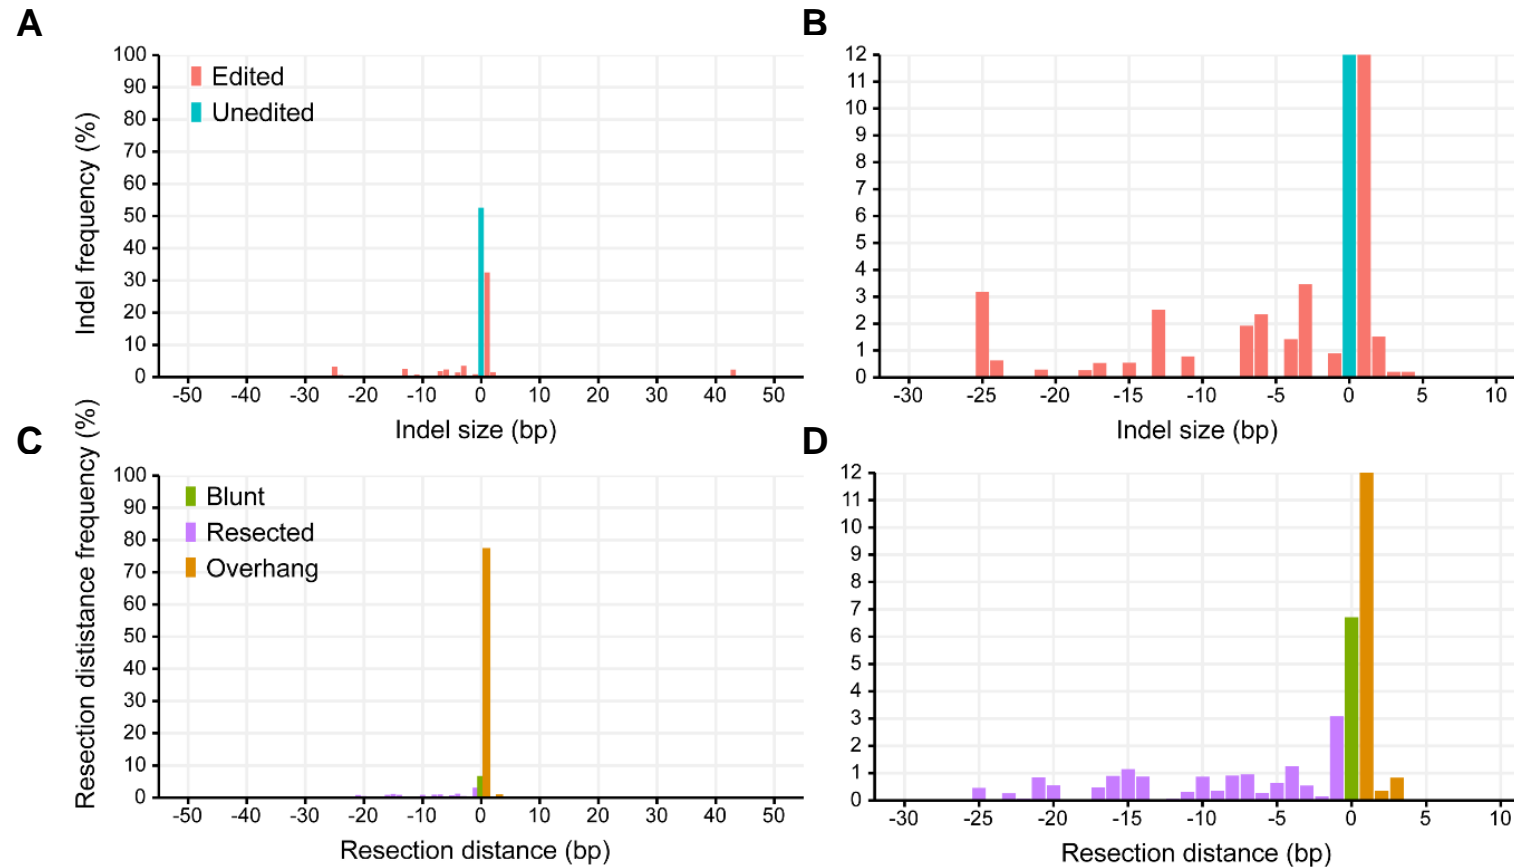 A
B
Indel frequency (%)
100
90
80
70
60
50
40
30
20
10
0
Edited
Unedited
-50 -40 -30 -20 -10 0 10 20 30 40 50
Indel size (bp)
12
11
10
9
8
7
6
5
4
3
2
1
0
-30 -25 -20 -15 -10 -5 0 5 10
Indel size (bp)
C
D
Resection dististance frequency (%)
100
90
80
70
60
50
40
30
20
10
0
Blunt
Resected
Overhang
-50 -40 -30 -20 -10 0 10 20 30 40 50
Resection distance (bp)
12
11
10
9
8
7
6
5
4
3
2
1
0
-30 -25 -20 -15 -10 -5 0 5 10
Resection distance (bp)